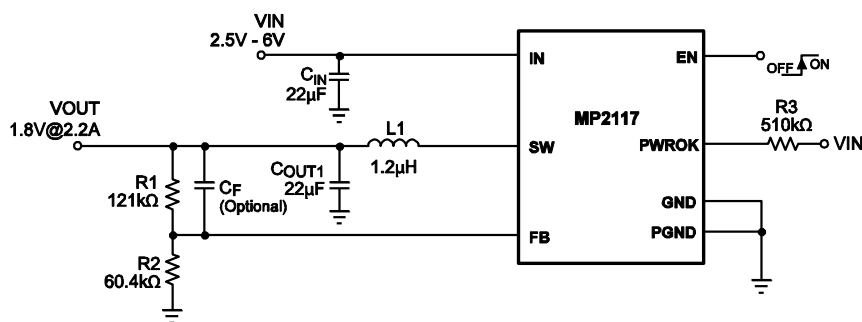 VIN
2.5V - 6V
CIN
22µF
IN
EN
OFF ON
VOUT
1.8V@2.2A
L1
1.2µH
MP2117
R3
510kΩ
SW
PWROK
VIN
COUT1
22µF
R1
121kΩ
CF
(Optional)
GND
FB
PGND
R2
60.4kΩ